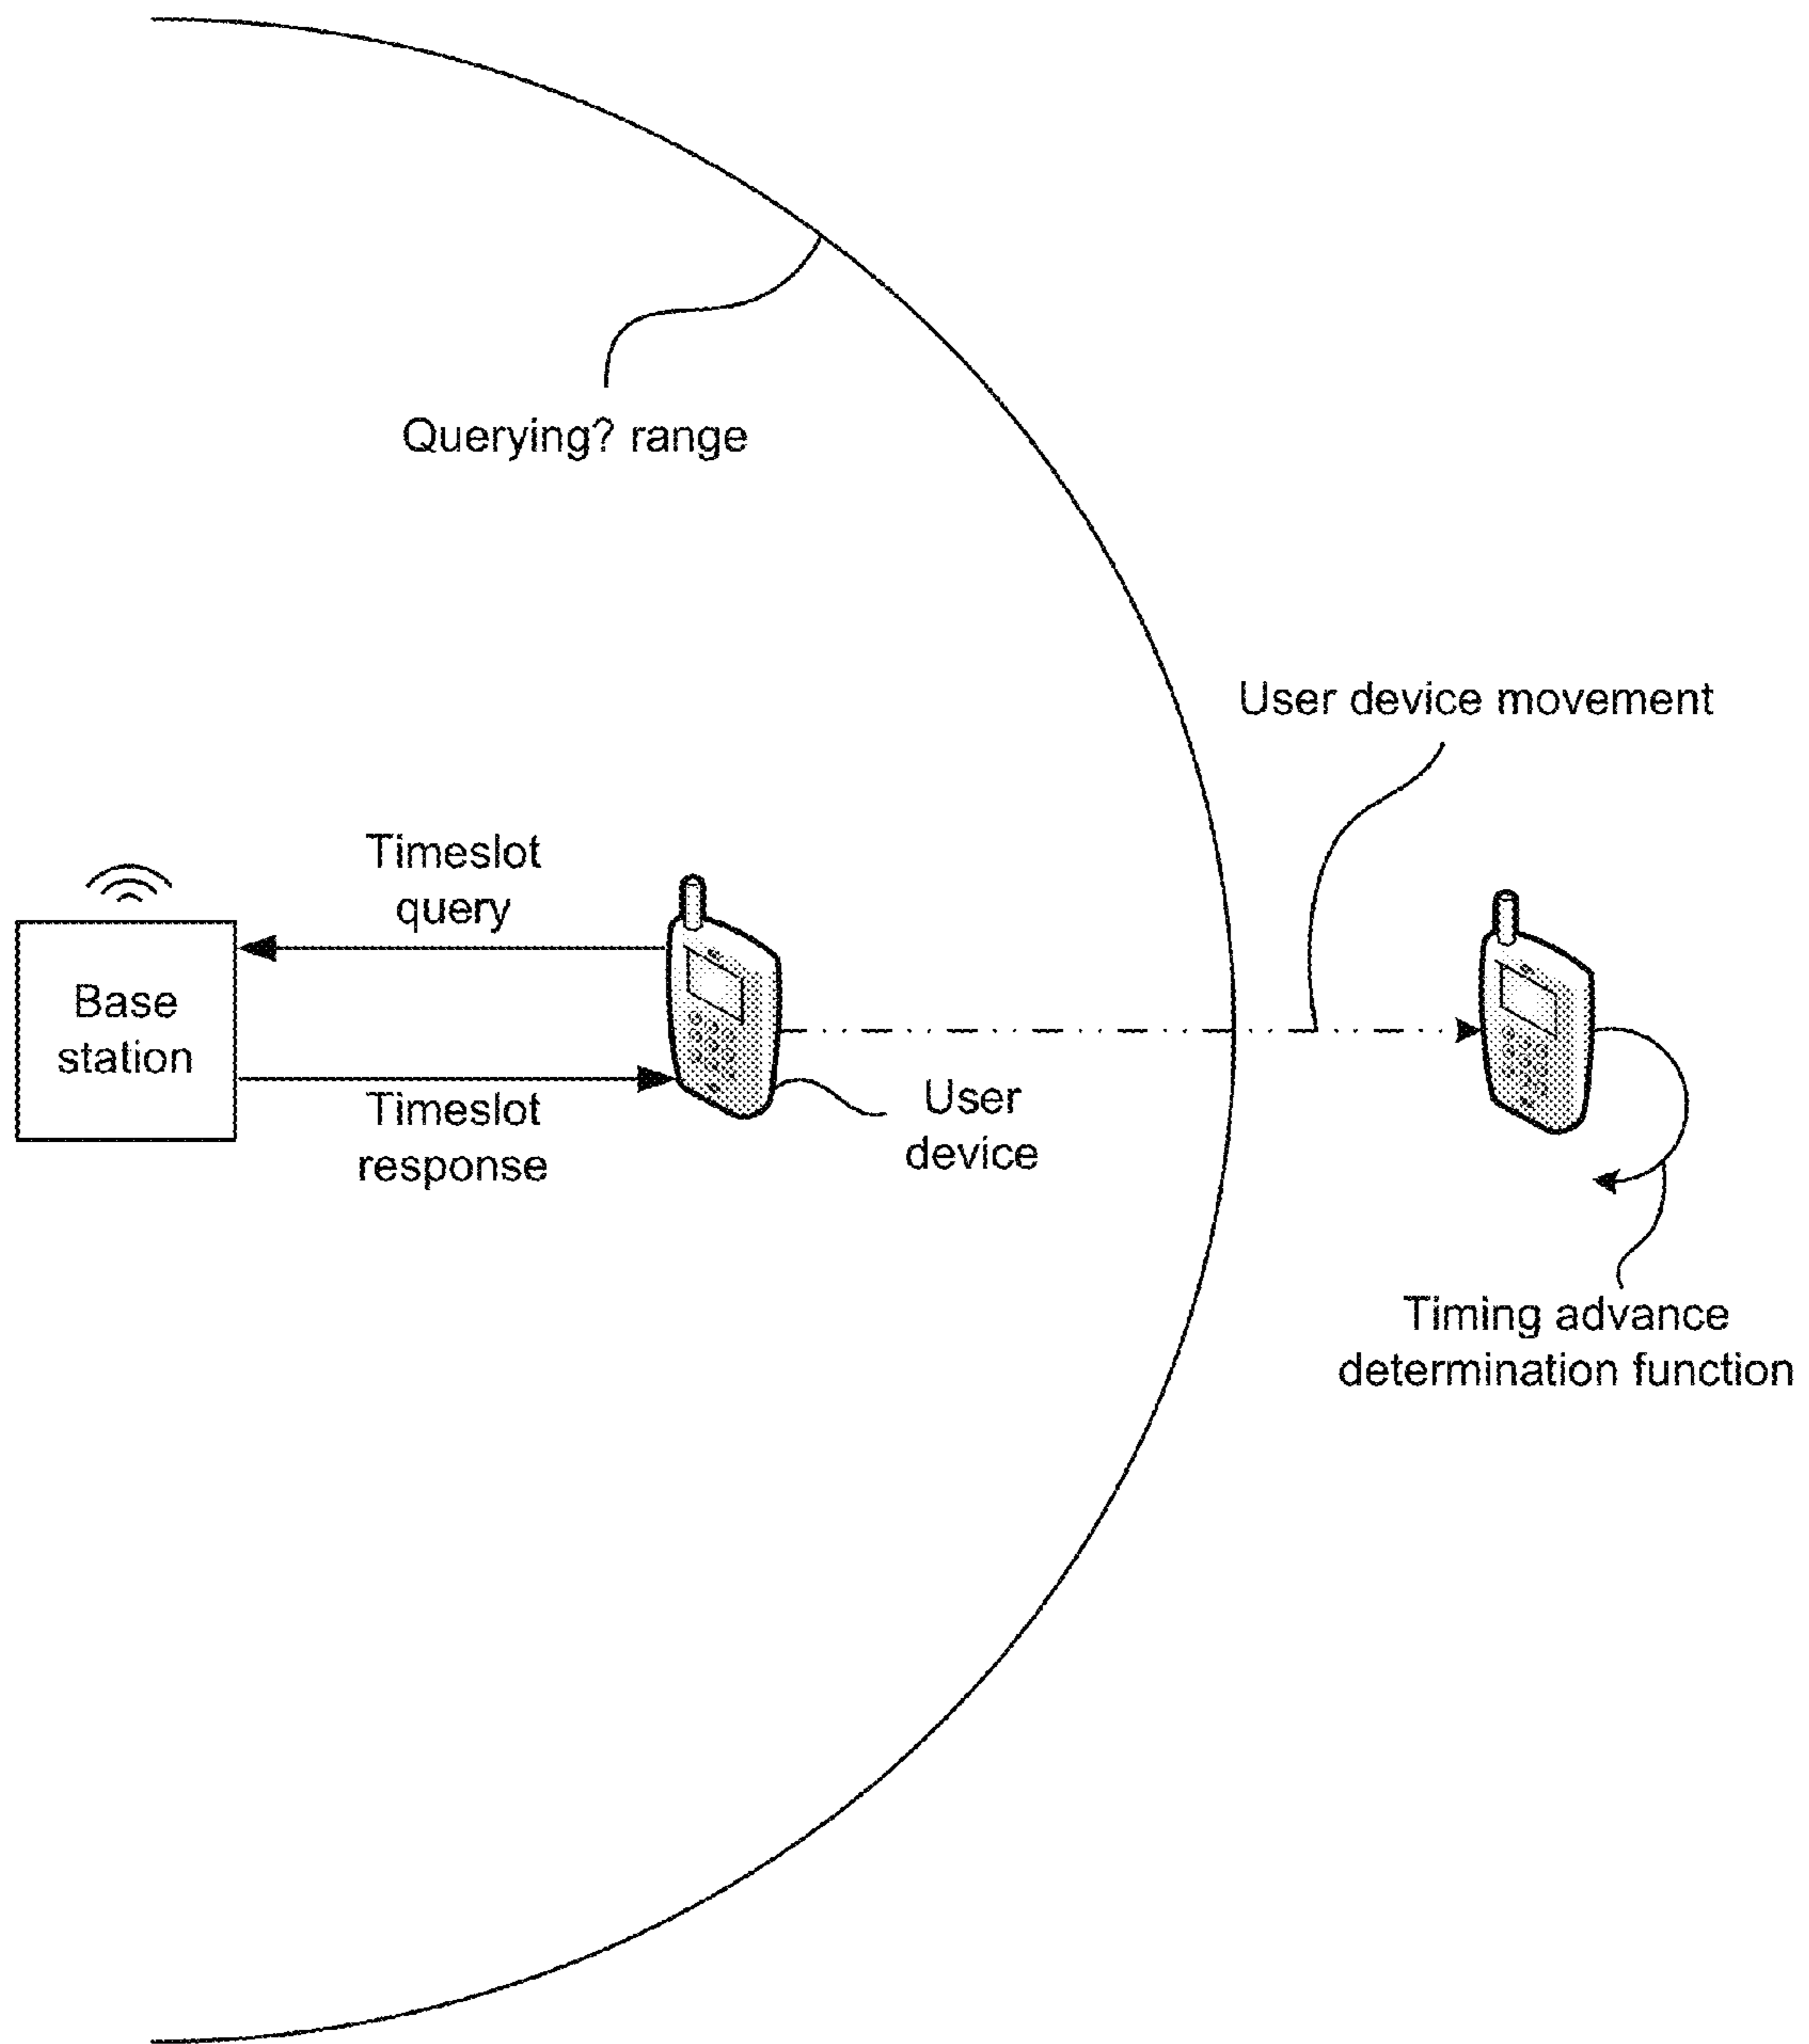 Querying? range
User device movement
Timeslot
query
Base
station
Timeslot
response
User
device
Timing advance
determination function